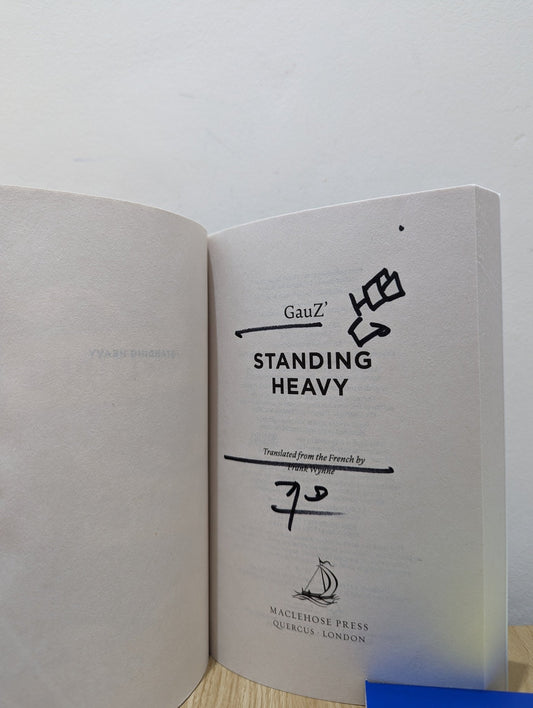 GauZ’
STANDING
HEAVY
Translated from the French by
Frank Wynne
MACLEHOSE PRESS
QUERCUS · LONDON